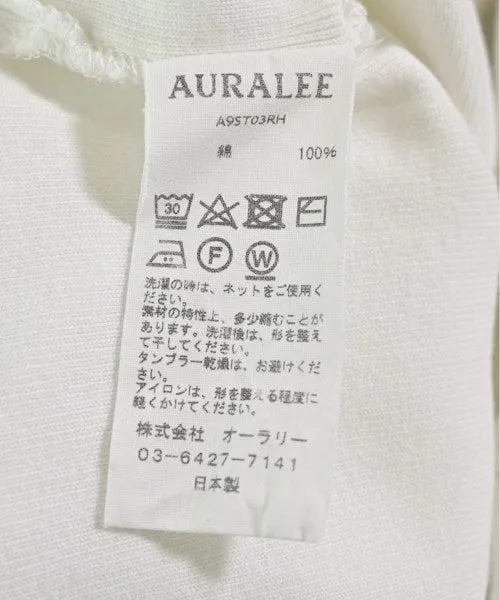 AURALEE
A9ST03RH
綿 100%
30
F W
洗濯の時は、ネットをご使用く
ださい。
素材の特性上、多少縮むことが
あります。洗濯後は、形を整え
て干してください。
タンブラー乾燥は、お避けくだ
さい。
アイロンは、形を整える程度に
軽くかけてください。
株式会社 オーラリー
03-6427-7141
日本製